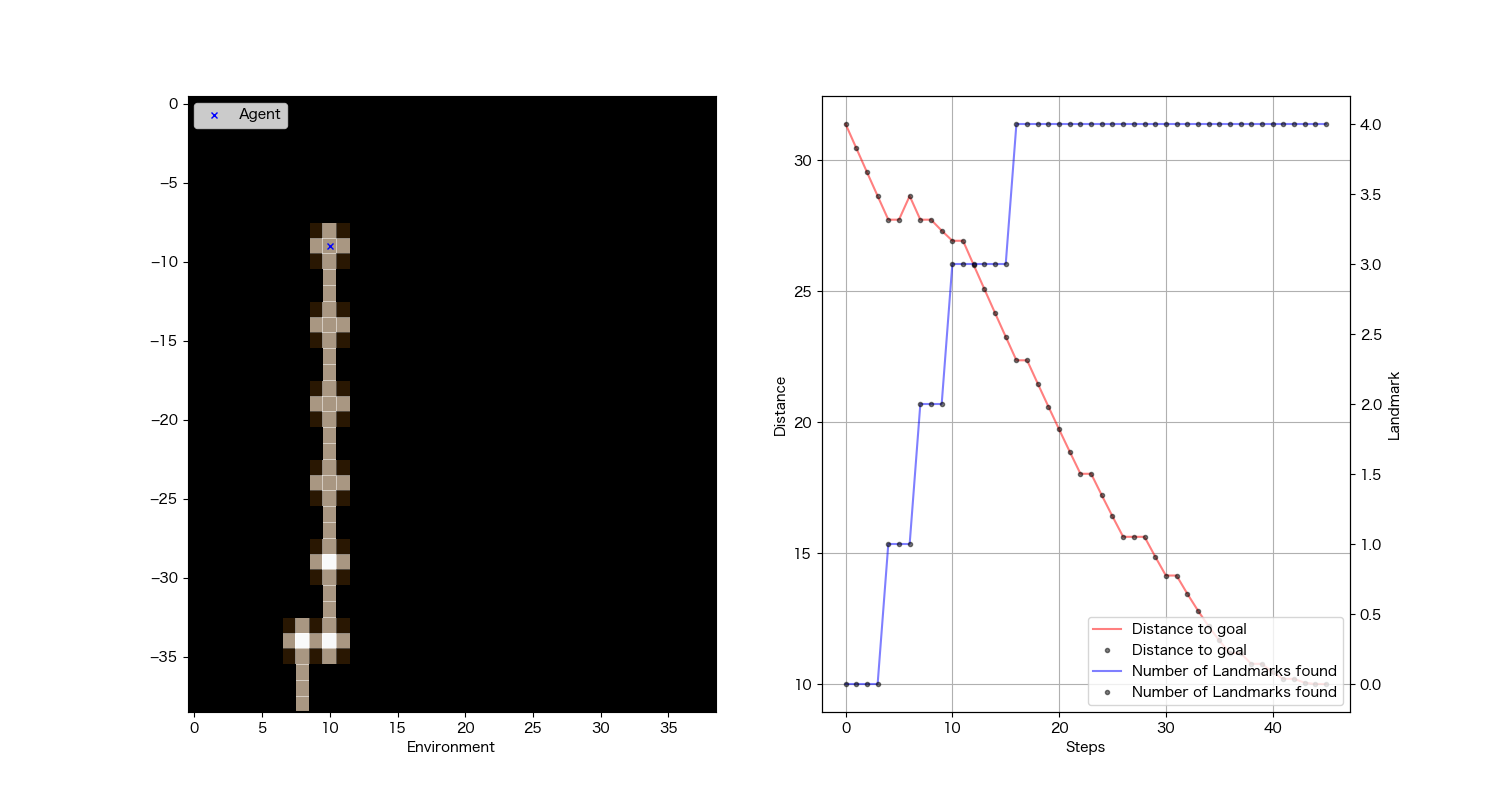 0
−5
−10
−15
−20
−25
−30
−35
Agent
0 5 10 15 20 25 30 35
Environment
30
25
20
15
10
Distance
4.0
3.5
3.0
2.5
2.0
1.5
1.0
0.5
0.0
Landmark
Distance to goal
Distance to goal
Number of Landmarks found
Number of Landmarks found
0 10 20 30 40
Steps